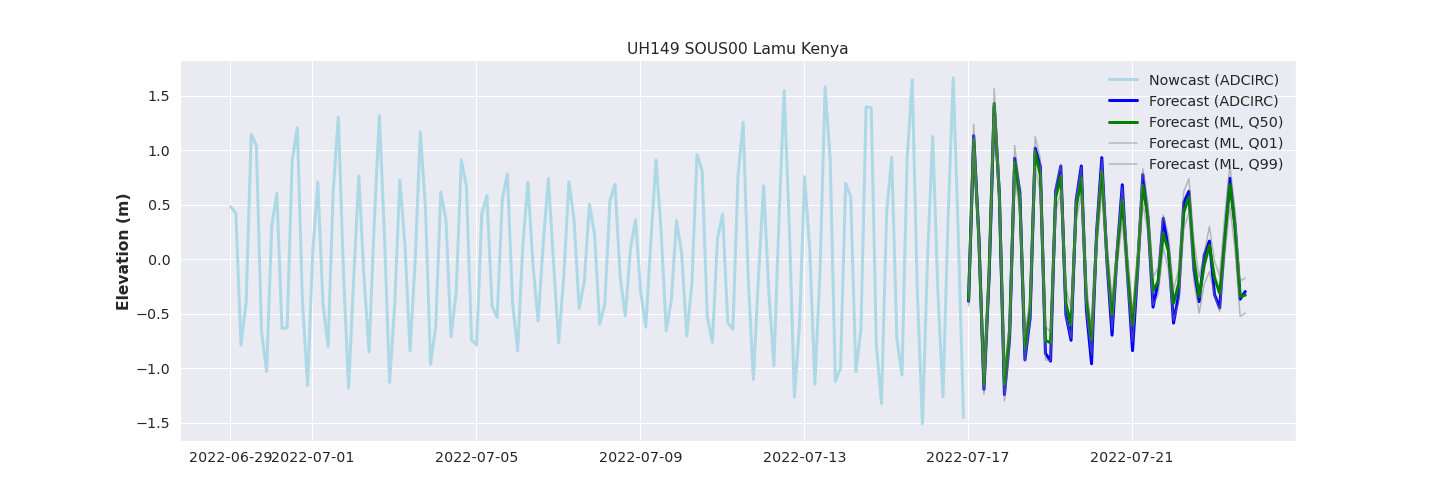 UH149 SOUS00 Lamu Kenya
Nowcast (ADCIRC)
Forecast (ADCIRC)
Forecast (ML, Q50)
Forecast (ML, Q01)
Forecast (ML, Q99)
Elevation (m)
1.5
1.0
0.5
0.0
−0.5
−1.0
−1.5
2022-06-29 2022-07-01 2022-07-05 2022-07-09 2022-07-13 2022-07-17 2022-07-21